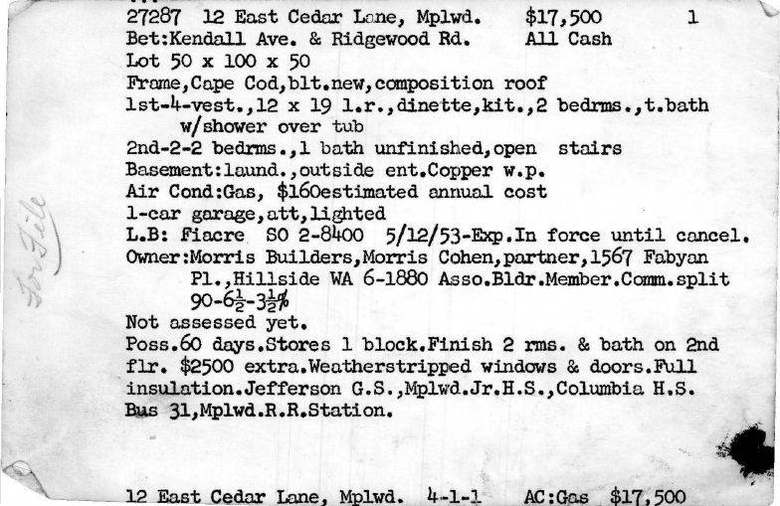 27287 12 East Cedar Lane, Mplwd. $17,500 1
Bet:Kendall Ave. & Ridgewood Rd. All Cash
Lot 50 x 100 x 50
Frame,Cape Cod,blt.new,composition roof
1st-4-vest.,12 x 19 l.r.,dinette,kit.,2 bedrms.,t.bath
w/shower over tub
2nd-2-2 bedrms.,1 bath unfinished,open stairs
Basement:laund.,outside ent.Copper w.p.
Air Cond:Gas, $160estimated annual cost
1-car garage,att,lighted
L.B: Fiacre SO 2-8400 5/12/53-Exp.In force until cancel.
Owner:Morris Builders,Morris Cohen,partner,1567 Fabyan
Pl.,Hillside WA 6-1880 Asso.Bldr.Member.Comm.split
90-6½-3½%
Not assessed yet.
Poss.60 days.Stores 1 block.Finish 2 rms. & bath on 2nd
flr. $2500 extra.Weatherstripped windows & doors.Full
insulation.Jefferson G.S.,Mplwd.Jr.H.S.,Columbia H.S.
Bus 31,Mplwd.R.R.Station.
12 East Cedar Lane, Mplwd. 4-1-1 AC:Gas $17,500
For File